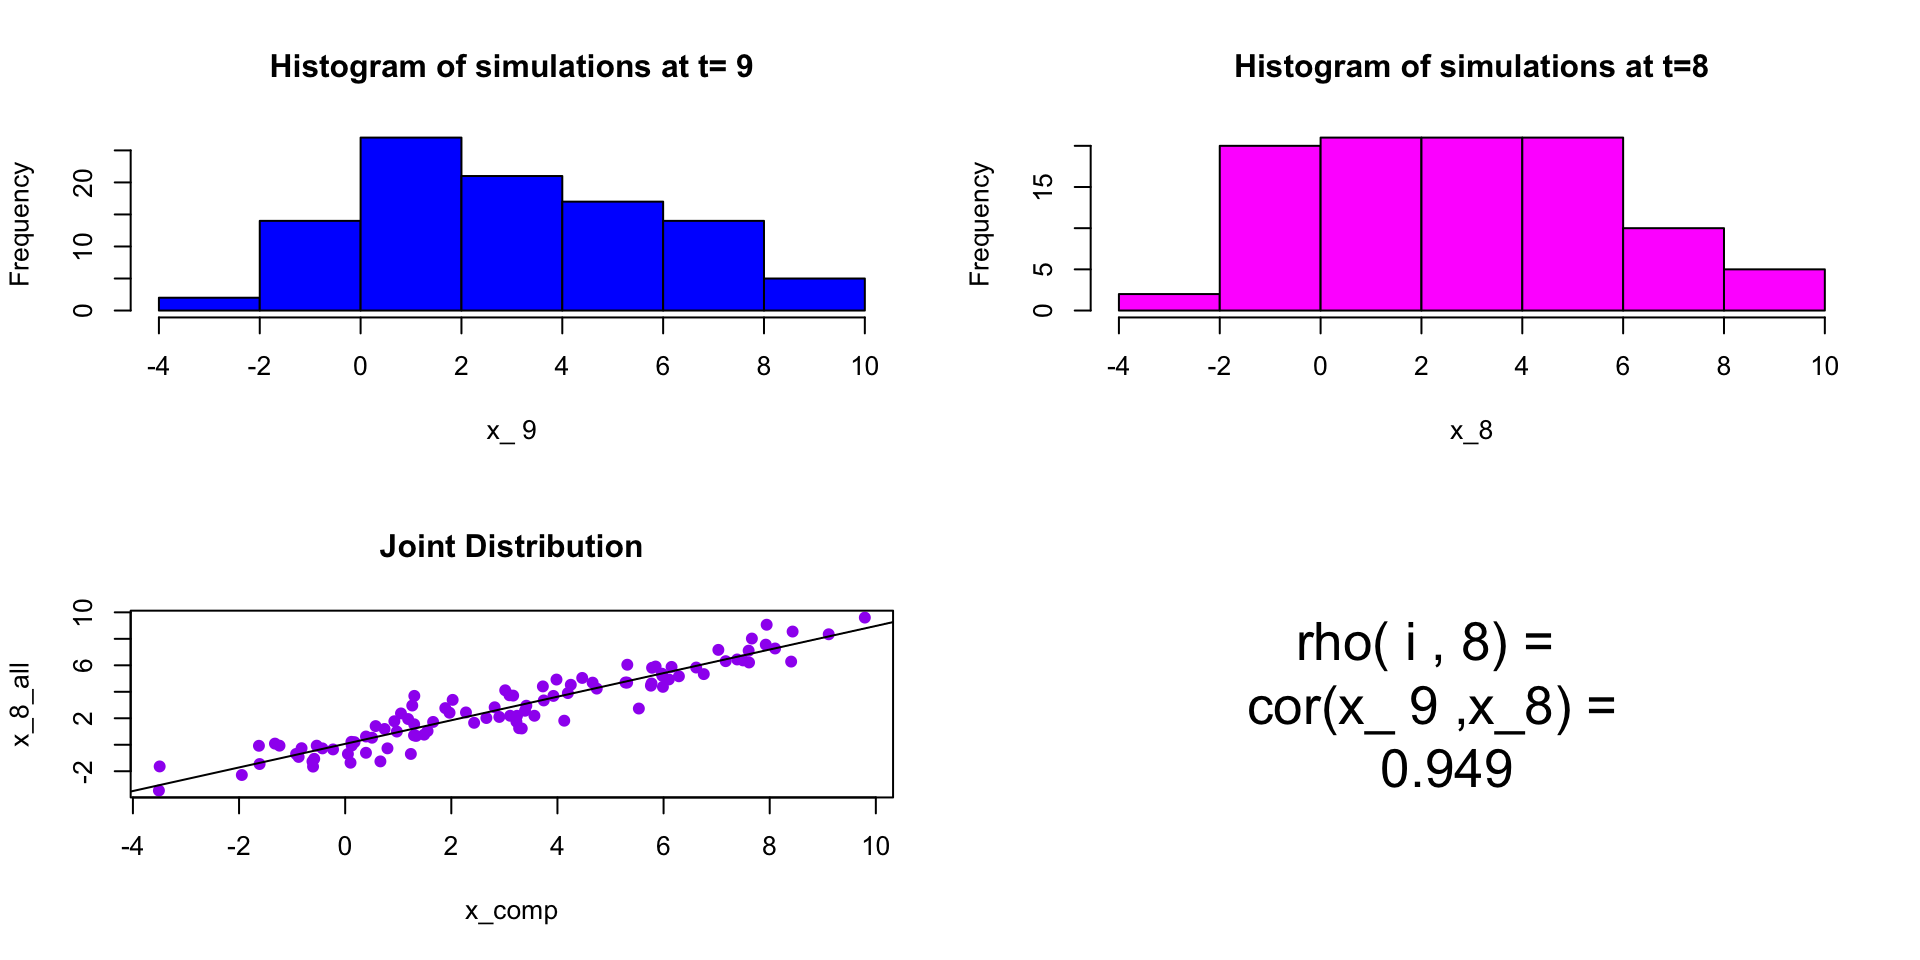 Histogram of simulations at t= 9
Frequency
0
10
20
-4 -2 0 2 4 6 8 10
x_ 9
Histogram of simulations at t=8
Frequency
0
5
15
-4 -2 0 2 4 6 8 10
x_8
Joint Distribution
x_8_all
-2
2
6
10
-4 -2 0 2 4 6 8 10
x_comp
rho( i , 8) =
cor(x_ 9 ,x_8) =
0.949